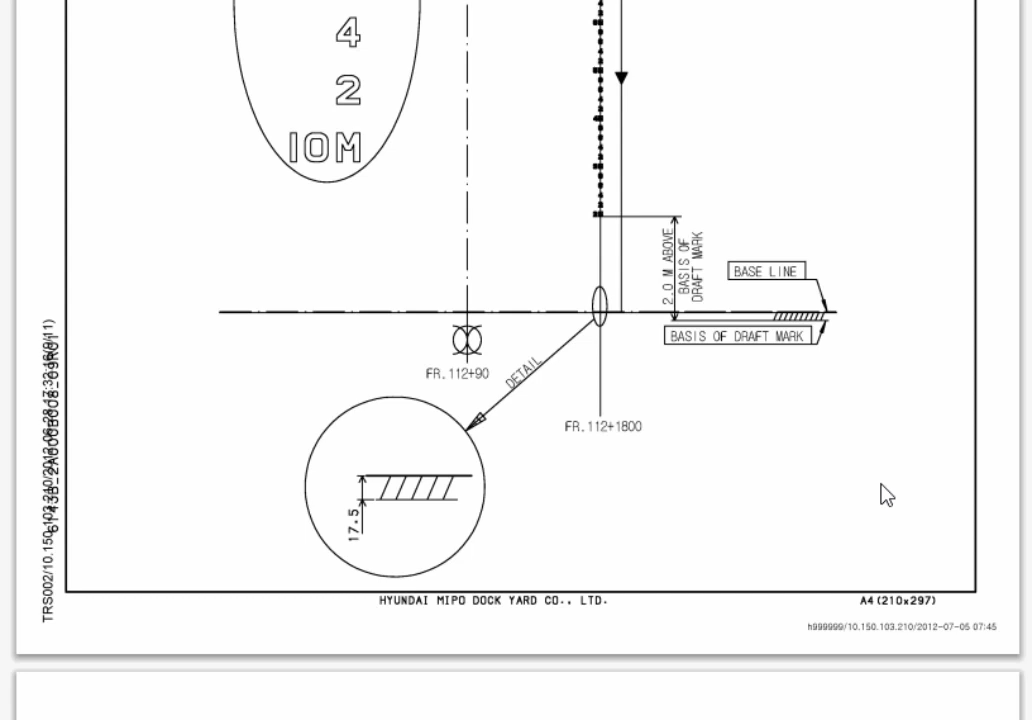 4
2
10M
2.0 M ABOVE
BASIS OF
DRAFT MARK
BASE LINE
BASIS OF DRAFT MARK
FR.112+90
DETAIL
FR.112+1800
17.5
HYUNDAI MIPO DOCK YARD CO., LTD.
A4(210x297)
h999999/10.150.103.210/2012-07-05 07:45